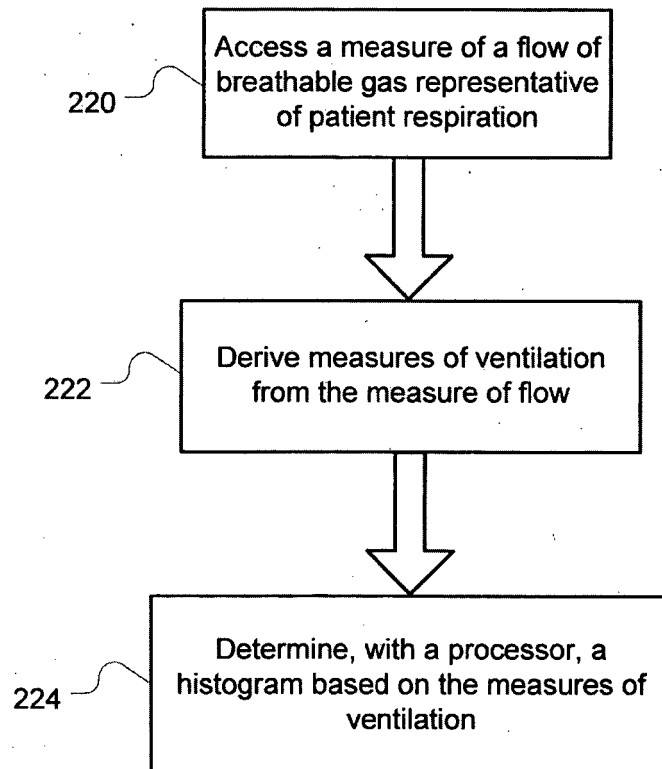 Access a measure of a flow of
breathable gas representative
of patient respiration
220
Derive measures of ventilation
from the measure of flow
222
Determine, with a processor, a
histogram based on the measures of
ventilation
224